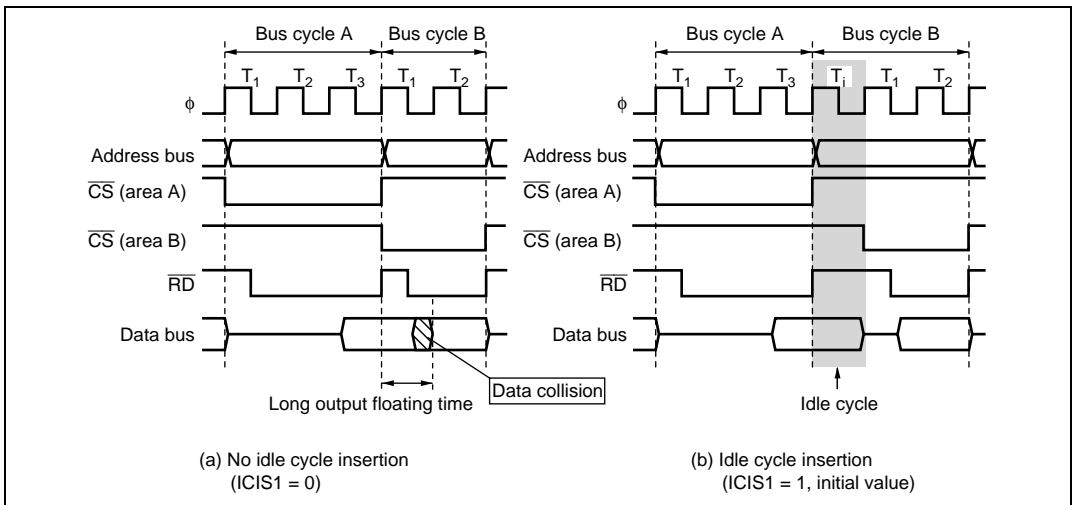 Bus cycle A Bus cycle B
T1 T2 T3 T1 T2
ϕ
Address bus
CS (area A)
CS (area B)
RD
Data bus
Data collision
Long output floating time
(a) No idle cycle insertion
(ICIS1 = 0)
Bus cycle A Bus cycle B
T1 T2 T3 Ti T1 T2
ϕ
Address bus
CS (area A)
CS (area B)
RD
Data bus
Idle cycle
(b) Idle cycle insertion
(ICIS1 = 1, initial value)